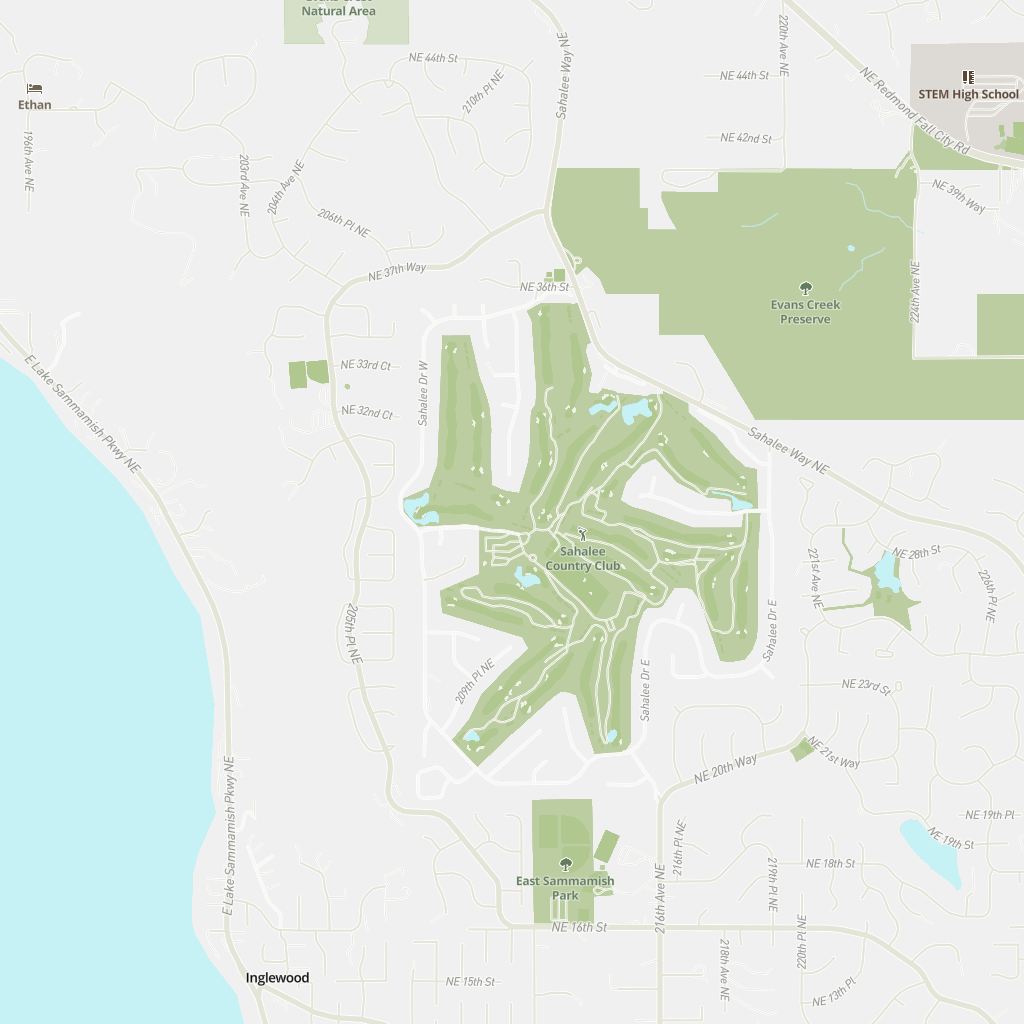 Evans Crest
Natural Area
NE 44th St
210th Pl NE
Sahalee Way NE
220th Ave NE
NE 44th St
NE Redmond Fall City Rd
STEM High School
Ethan
196th Ave NE
203rd Ave NE
204th Ave NE
206th Pl NE
NE 42nd St
NE 39th Way
NE 37th Way
NE 36th St
224th Ave NE
Evans Creek
Preserve
E Lake Sammamish Pkwy NE
NE 33rd Ct
NE 32nd Ct
Sahalee Dr W
Sahalee Way NE
Sahalee
Country Club
NE 28th St
221st Ave NE
226th Pl NE
205th Pl NE
Sahalee Dr E
209th Pl NE
Sahalee Dr E
NE 23rd St
NE 21st Way
NE 20th Way
E Lake Sammamish Pkwy NE
NE 19th Pl
NE 19th St
216th Pl NE
NE 18th St
219th Pl NE
East Sammamish
Park
216th Ave NE
NE 16th St
220th Pl NE
218th Ave NE
Inglewood
NE 15th St
NE 13th Pl